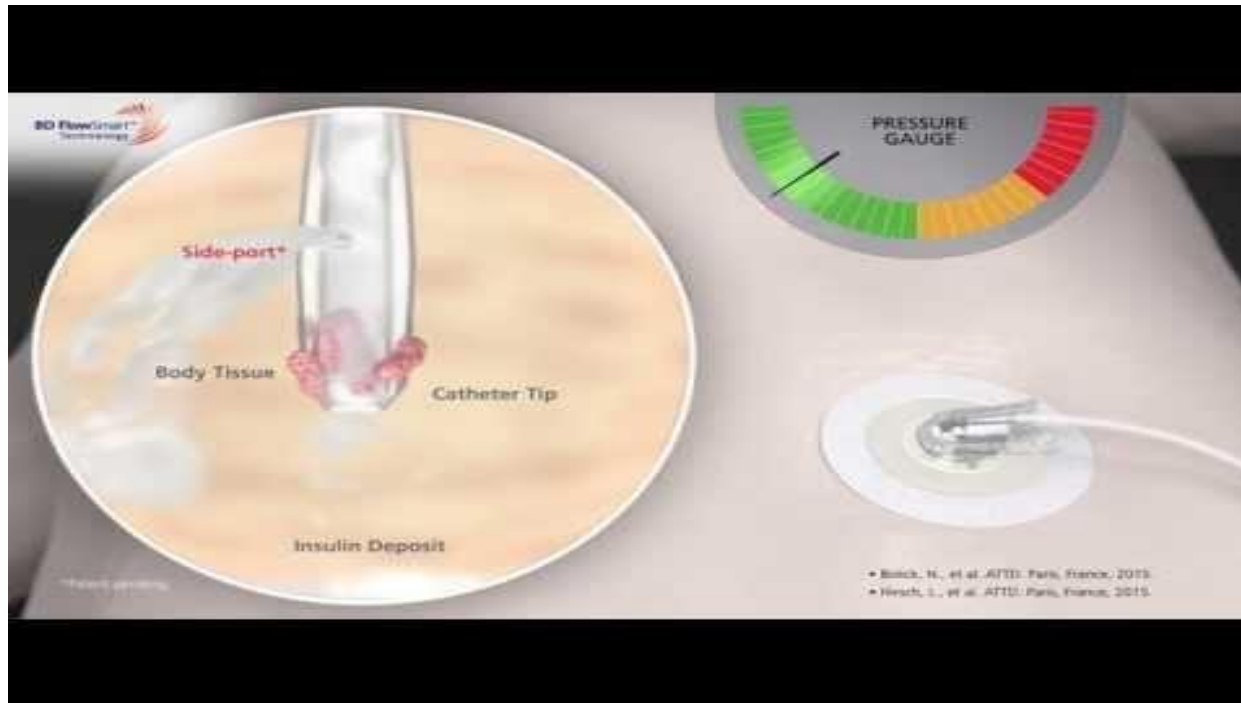 BD FlowSmart™
Technology
PRESSURE
GAUGE
Side-port*
Body Tissue
Catheter Tip
Insulin Deposit
*Patent pending
• Bolick, N., et al. ATTD. Paris, France, 2015
• Hirsch, L., et al. ATTD. Paris, France, 2015